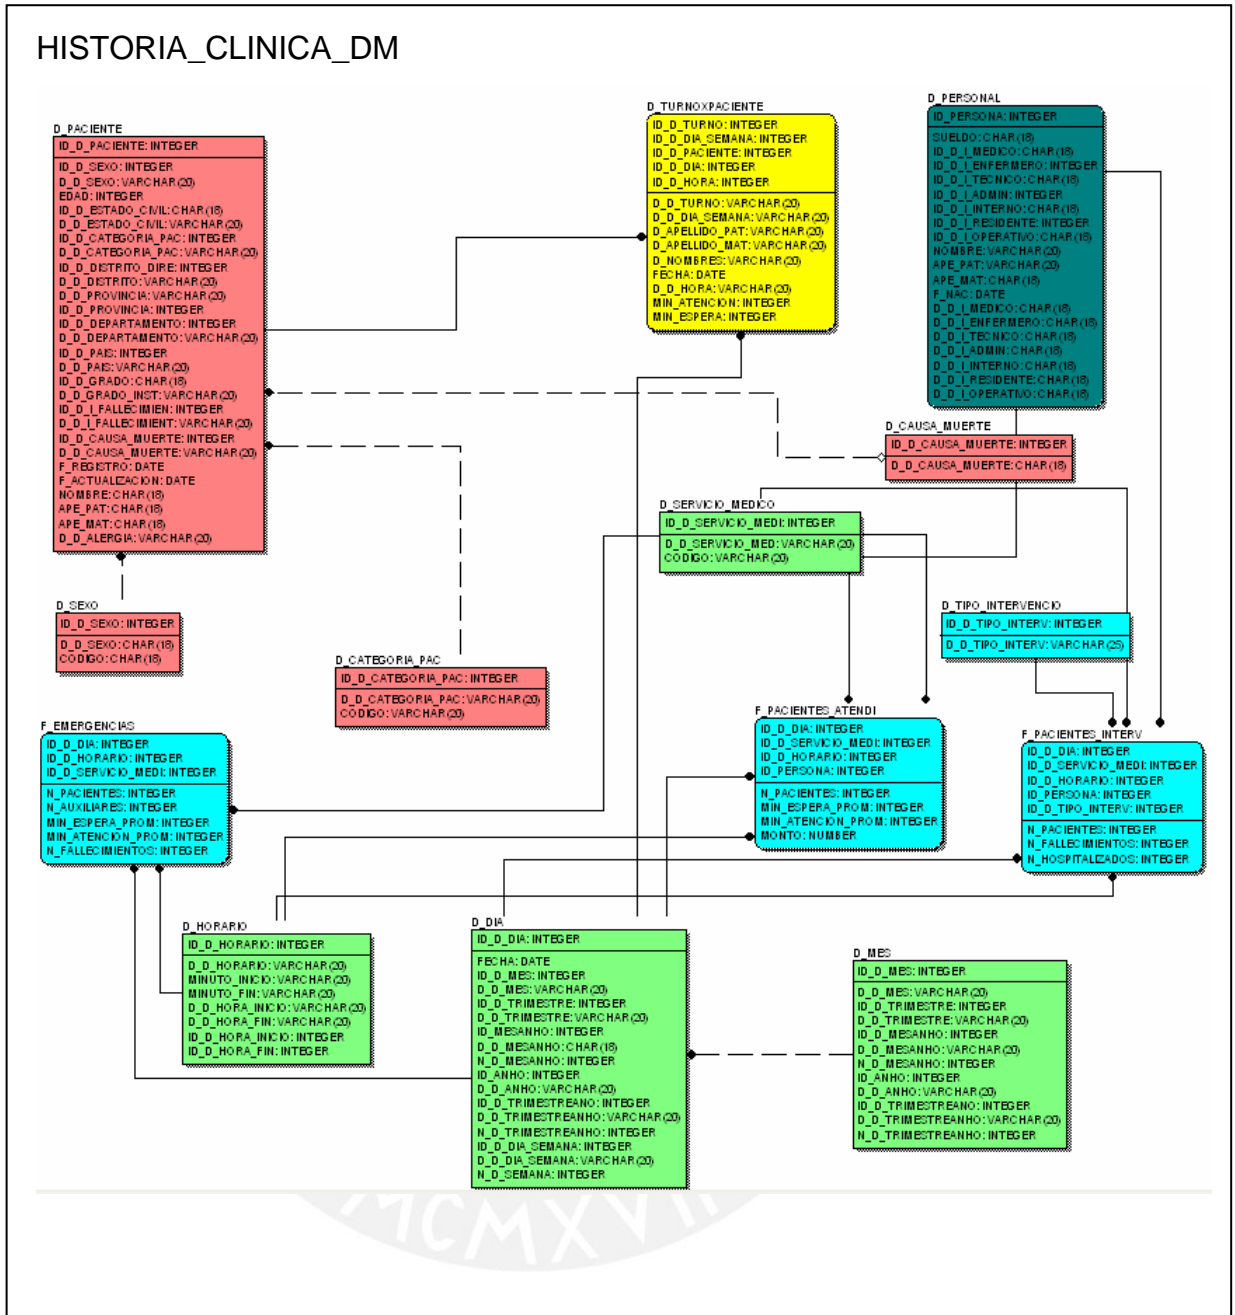 HISTORIA_CLINICA_DM
D_PACIENTE
ID_D_PACIENTE: INTEGER
ID_D_SEXO: INTEGER
D_D_SEXO: VARCHAR(20)
EDAD: INTEGER
ID_D_ESTADO_CIVIL: CHAR(18)
D_D_ESTADO_CIVIL: VARCHAR(20)
ID_D_CATEGORIA_PAC: INTEGER
D_D_CATEGORIA_PAC: VARCHAR(20)
ID_D_DISTRITO_DIRE: INTEGER
D_D_DISTRITO: VARCHAR(20)
D_D_PROVINCIA: VARCHAR(20)
ID_D_PROVINCIA: INTEGER
ID_D_DEPARTAMENTO: INTEGER
D_D_DEPARTAMENTO: VARCHAR(20)
ID_D_PAIS: INTEGER
D_D_PAIS: VARCHAR(20)
ID_D_GRADO: CHAR(18)
D_D_GRADO_INST: VARCHAR(20)
ID_D_I_FALLECIMIEN: INTEGER
D_D_I_FALLECIMIENT: VARCHAR(20)
ID_D_CAUSA_MUERTE: INTEGER
D_D_CAUSA_MUERTE: VARCHAR(20)
F_REGISTRO: DATE
F_ACTUALIZACION: DATE
NOMBRE: CHAR(18)
APE_PAT: CHAR(18)
APE_MAT: CHAR(18)
D_D_ALERGIA: VARCHAR(20)
D_TURNOXPACIENTE
ID_D_TURNO: INTEGER
ID_D_DIA_SEMANA: INTEGER
ID_D_PACIENTE: INTEGER
ID_D_DIA: INTEGER
ID_D_HORA: INTEGER
D_D_TURNO: VARCHAR(20)
D_D_DIA_SEMANA: VARCHAR(20)
D_APELLIDO_PAT: VARCHAR(20)
D_APELLIDO_MAT: VARCHAR(20)
D_NOMBRES: VARCHAR(20)
FECHA: DATE
D_D_HORA: VARCHAR(20)
MIN_ATENCION: INTEGER
MIN_ESPERA: INTEGER
D_PERSONAL
ID_PERSONA: INTEGER
SUELDO: CHAR(18)
ID_D_I_MEDICO: CHAR(18)
ID_D_I_ENFERMERO: INTEGER
ID_D_I_TECNICO: CHAR(18)
ID_D_I_ADMIN: INTEGER
ID_D_I_INTERNO: CHAR(18)
ID_D_I_RESIDENTE: INTEGER
ID_D_I_OPERATIVO: CHAR(18)
NOMBRE: VARCHAR(20)
APE_PAT: VARCHAR(20)
APE_MAT: CHAR(18)
F_NAC: DATE
D_D_I_MEDICO: CHAR(18)
D_D_I_ENFERMERO: CHAR(18)
D_D_I_TECNICO: CHAR(18)
D_D_I_ADMIN: CHAR(18)
D_D_I_INTERNO: CHAR(18)
D_D_I_RESIDENTE: CHAR(18)
D_D_I_OPERATIVO: CHAR(18)
D_CAUSA_MUERTE
ID_D_CAUSA_MUERTE: INTEGER
D_D_CAUSA_MUERTE: CHAR(18)
D_SERVICIO_MEDICO
ID_D_SERVICIO_MEDI: INTEGER
D_D_SERVICIO_MED: VARCHAR(20)
CODIGO: VARCHAR(20)
D_SEXO
ID_D_SEXO: INTEGER
D_D_SEXO: CHAR(18)
CODIGO: CHAR(18)
D_CATEGORIA_PAC
ID_D_CATEGORIA_PAC: INTEGER
D_D_CATEGORIA_PAC: VARCHAR(20)
CODIGO: VARCHAR(20)
D_TIPO_INTERVENCIO
ID_D_TIPO_INTERV: INTEGER
D_D_TIPO_INTERV: VARCHAR(25)
F_EMERGENCIAS
ID_D_DIA: INTEGER
ID_D_HORARIO: INTEGER
ID_D_SERVICIO_MEDI: INTEGER
N_PACIENTES: INTEGER
N_AUXILIARES: INTEGER
MIN_ESPERA_PROM: INTEGER
MIN_ATENCION_PROM: INTEGER
N_FALLECIMIENTOS: INTEGER
F_PACIENTES_ATENDI
ID_D_DIA: INTEGER
ID_D_SERVICIO_MEDI: INTEGER
ID_D_HORARIO: INTEGER
ID_PERSONA: INTEGER
N_PACIENTES: INTEGER
MIN_ESPERA_PROM: INTEGER
MIN_ATENCION_PROM: INTEGER
MONTO: NUMBER
F_PACIENTES_INTERV
ID_D_DIA: INTEGER
ID_D_SERVICIO_MEDI: INTEGER
ID_D_HORARIO: INTEGER
ID_PERSONA: INTEGER
ID_D_TIPO_INTERV: INTEGER
N_PACIENTES: INTEGER
N_FALLECIMIENTOS: INTEGER
N_HOSPITALIZADOS: INTEGER
D_HORARIO
ID_D_HORARIO: INTEGER
D_D_HORARIO: VARCHAR(20)
MINUTO_INICIO: VARCHAR(20)
MINUTO_FIN: VARCHAR(20)
D_D_HORA_INICIO: VARCHAR(20)
D_D_HORA_FIN: VARCHAR(20)
ID_D_HORA_INICIO: INTEGER
ID_D_HORA_FIN: INTEGER
D_DIA
ID_D_DIA: INTEGER
FECHA: DATE
ID_D_MES: INTEGER
D_D_MES: VARCHAR(20)
ID_D_TRIMESTRE: INTEGER
D_D_TRIMESTRE: VARCHAR(20)
ID_MESANHO: INTEGER
D_D_MESANHO: CHAR(18)
N_D_MESANHO: INTEGER
ID_ANHO: INTEGER
D_D_ANHO: VARCHAR(20)
ID_D_TRIMESTREANO: INTEGER
D_D_TRIMESTREANHO: VARCHAR(20)
N_D_TRIMESTREANHO: INTEGER
ID_D_DIA_SEMANA: INTEGER
D_D_DIA_SEMANA: VARCHAR(20)
N_D_SEMANA: INTEGER
D_MES
ID_D_MES: INTEGER
D_D_MES: VARCHAR(20)
ID_D_TRIMESTRE: INTEGER
D_D_TRIMESTRE: VARCHAR(20)
ID_D_MESANHO: INTEGER
D_D_MESANHO: VARCHAR(20)
N_D_MESANHO: INTEGER
ID_ANHO: INTEGER
D_D_ANHO: VARCHAR(20)
ID_D_TRIMESTREANO: INTEGER
D_D_TRIMESTREANHO: VARCHAR(20)
N_D_TRIMESTREANHO: INTEGER
MCMXVII